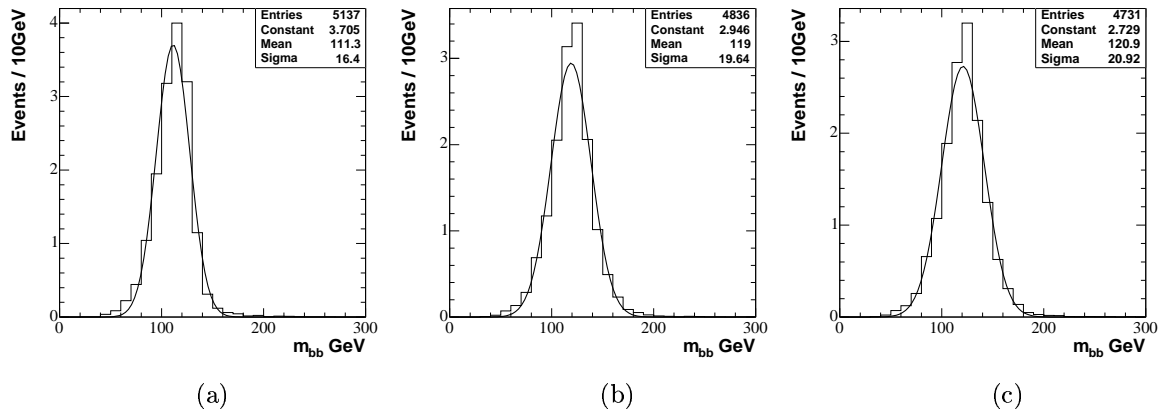 Events / 10GeV
4
3
2
1
0
0 100 200 300
m_bb GeV
Entries 5137
Constant 3.705
Mean 111.3
Sigma 16.4
(a)
Events / 10GeV
3
2
1
0
0 100 200 300
m_bb GeV
Entries 4836
Constant 2.946
Mean 119
Sigma 19.64
(b)
Events / 10GeV
3
2
1
0
0 100 200 300
m_bb GeV
Entries 4731
Constant 2.729
Mean 120.9
Sigma 20.92
(c)